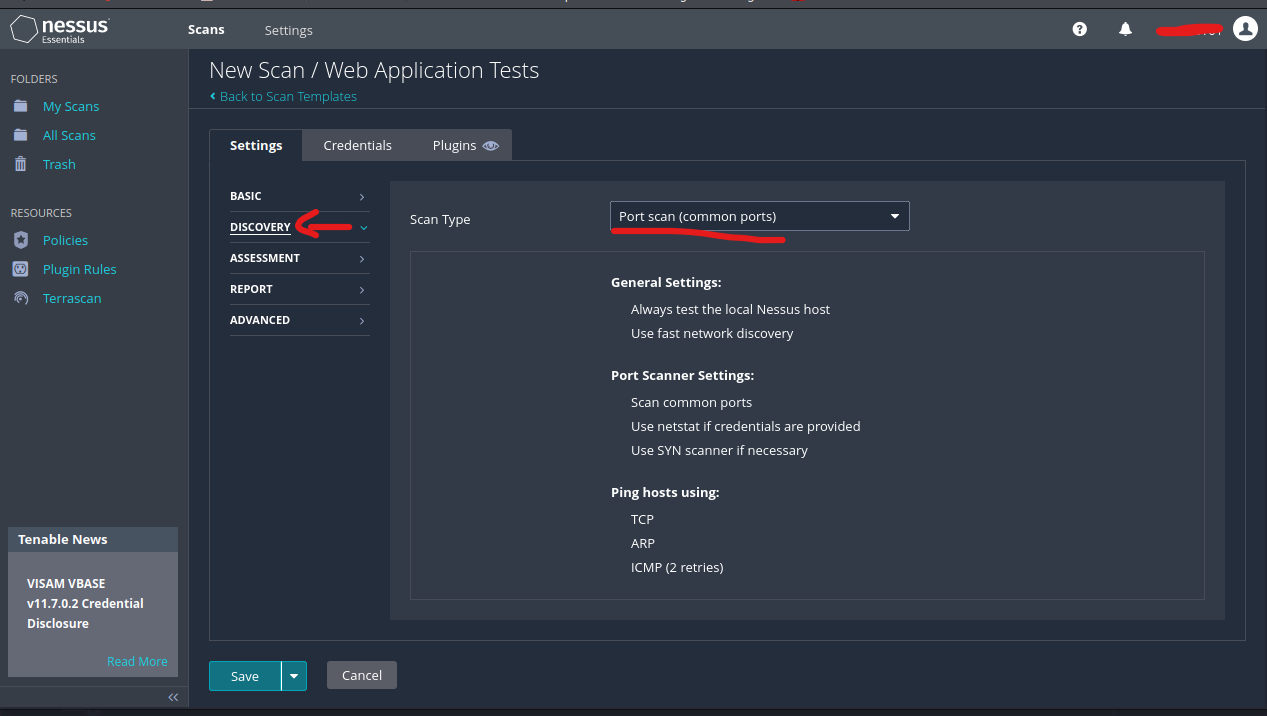 nessus
Essentials
Scans
Settings
FOLDERS
My Scans
All Scans
Trash
RESOURCES
Policies
Plugin Rules
Terrascan
Tenable News
VISAM VBASE
v11.7.0.2 Credential
Disclosure
Read More
New Scan / Web Application Tests
Back to Scan Templates
Settings
Credentials
Plugins
BASIC
DISCOVERY
ASSESSMENT
REPORT
ADVANCED
Scan Type
Port scan (common ports)
General Settings:
Always test the local Nessus host
Use fast network discovery
Port Scanner Settings:
Scan common ports
Use netstat if credentials are provided
Use SYN scanner if necessary
Ping hosts using:
TCP
ARP
ICMP (2 retries)
Save
Cancel